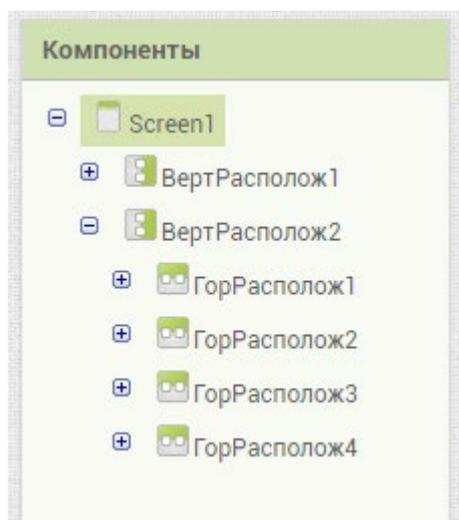 Компоненты
Screen1
ВертРасполож1
ВертРасполож2
ГорРасполож1
ГорРасполож2
ГорРасполож3
ГорРасполож4